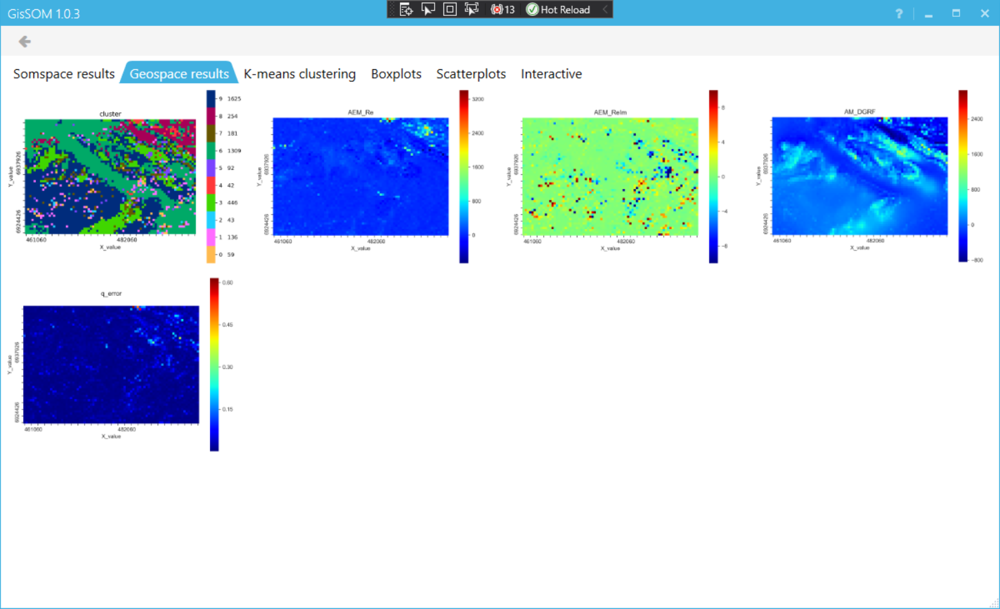 GisSOM 1.0.3
13 Hot Reload
?
Somspace results Geospace results K-means clustering Boxplots Scatterplots Interactive
cluster
Y_value
6937926
6924426
461060 482060
X_value
9 1625
8 254
7 181
6 1309
5 92
4 42
3 446
2 43
1 136
0 59
AEM_Re
Y_value
6937926
6924426
461060 482060
X_value
3200
2400
1600
800
0
AEM_ReIm
Y_value
6937926
6924426
461060 482060
X_value
8
4
0
−4
−8
AM_DGRF
Y_value
6937926
6924426
461060 482060
X_value
2400
1600
800
0
−800
q_error
Y_value
6937926
6924426
461060 482060
X_value
0.60
0.45
0.30
0.15